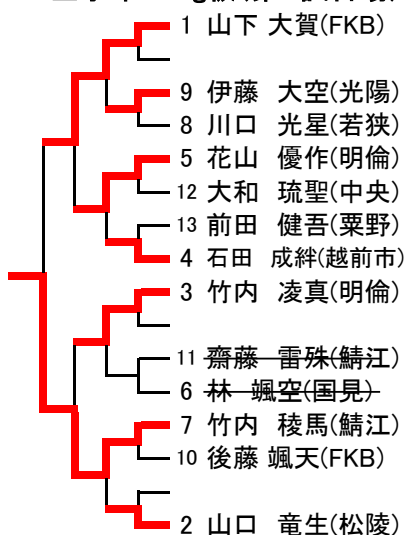 1 山下 大賀(FKB)
9 伊藤 大空(光陽)
8 川口 光星(若狭)
5 花山 優作(明倫)
12 大和 琉聖(中央)
13 前田 健吾(粟野)
4 石田 成絆(越前市)
3 竹内 凌真(明倫)
11 齋藤 雷殊(鯖江)
6 林 颯空(国見)
7 竹内 稜馬(鯖江)
10 後藤 颯天(FKB)
2 山口 竜生(松陵)